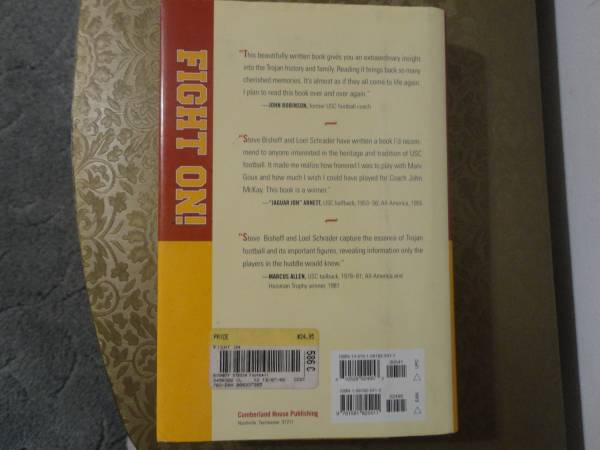 FIGHT ON!
"This beautifully written book gives you an extraordinary insight
into the Trojan history and family. Reading it brings back so many
cherished memories. It's almost as if they all come to life again.
I plan to read this book over and over again."
—JOHN ROBINSON, former USC football coach
"Steve Bisheff and Loel Schrader have written a book I'd recom-
mend to anyone interested in the heritage and tradition of USC
football. It made me realize how honored I was to play with Marv
Goux and how much I wish I could have played for Coach John
McKay. This book is a winner."
—"JAGUAR JON" ARNETT, USC halfback, 1953–56; All-America, 1955
"Steve Bisheff and Loel Schrader capture the essence of Trojan
football and its important figures, revealing information only the
players in the huddle would know."
—MARCUS ALLEN, USC tailback, 1978–81; All-America and
Heisman Trophy winner, 1981
PRICE $24.95
FIGHT ON
586 C
UPC
EAN
Cumberland House Publishing
Nashville, Tennessee 37211